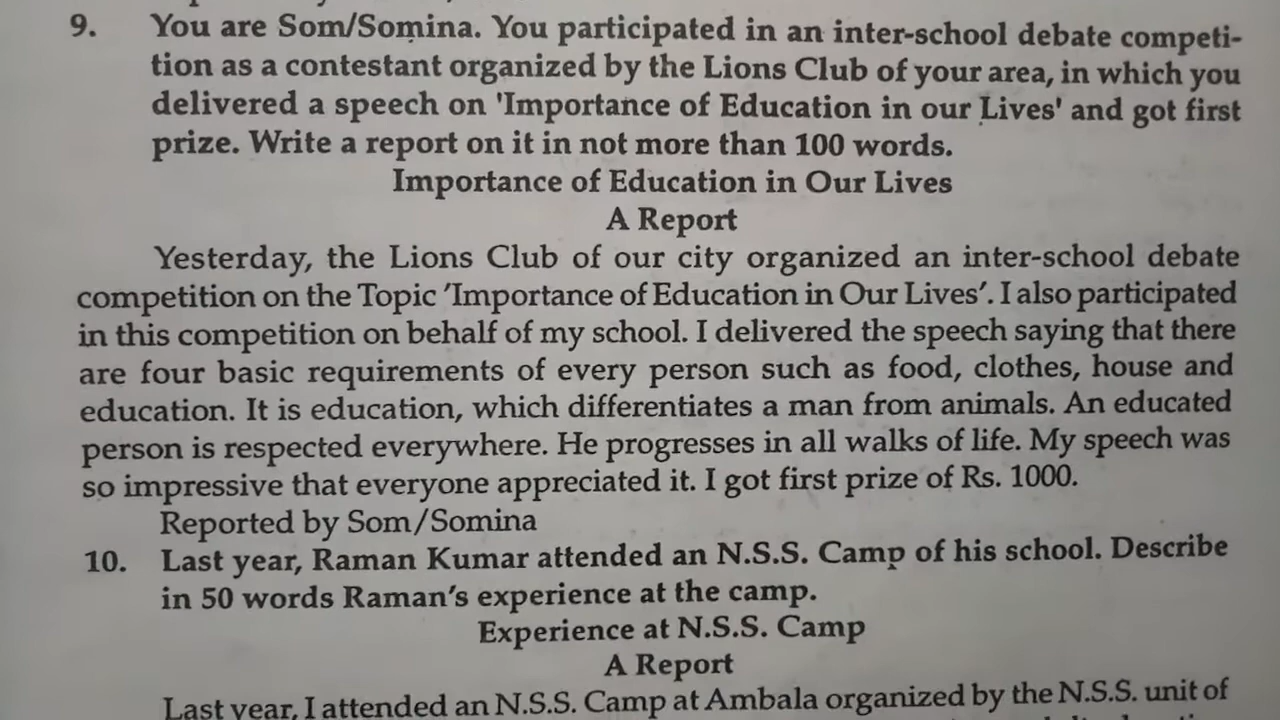 9. You are Som/Somina. You participated in an inter-school debate competi-
tion as a contestant organized by the Lions Club of your area, in which you
delivered a speech on 'Importance of Education in our Lives' and got first
prize. Write a report on it in not more than 100 words.
Importance of Education in Our Lives
A Report
Yesterday, the Lions Club of our city organized an inter-school debate
competition on the Topic 'Importance of Education in Our Lives'. I also participated
in this competition on behalf of my school. I delivered the speech saying that there
are four basic requirements of every person such as food, clothes, house and
education. It is education, which differentiates a man from animals. An educated
person is respected everywhere. He progresses in all walks of life. My speech was
so impressive that everyone appreciated it. I got first prize of Rs. 1000.
Reported by Som/Somina
10. Last year, Raman Kumar attended an N.S.S. Camp of his school. Describe
in 50 words Raman's experience at the camp.
Experience at N.S.S. Camp
A Report
Last year, I attended an N.S.S. Camp at Ambala organized by the N.S.S. unit of